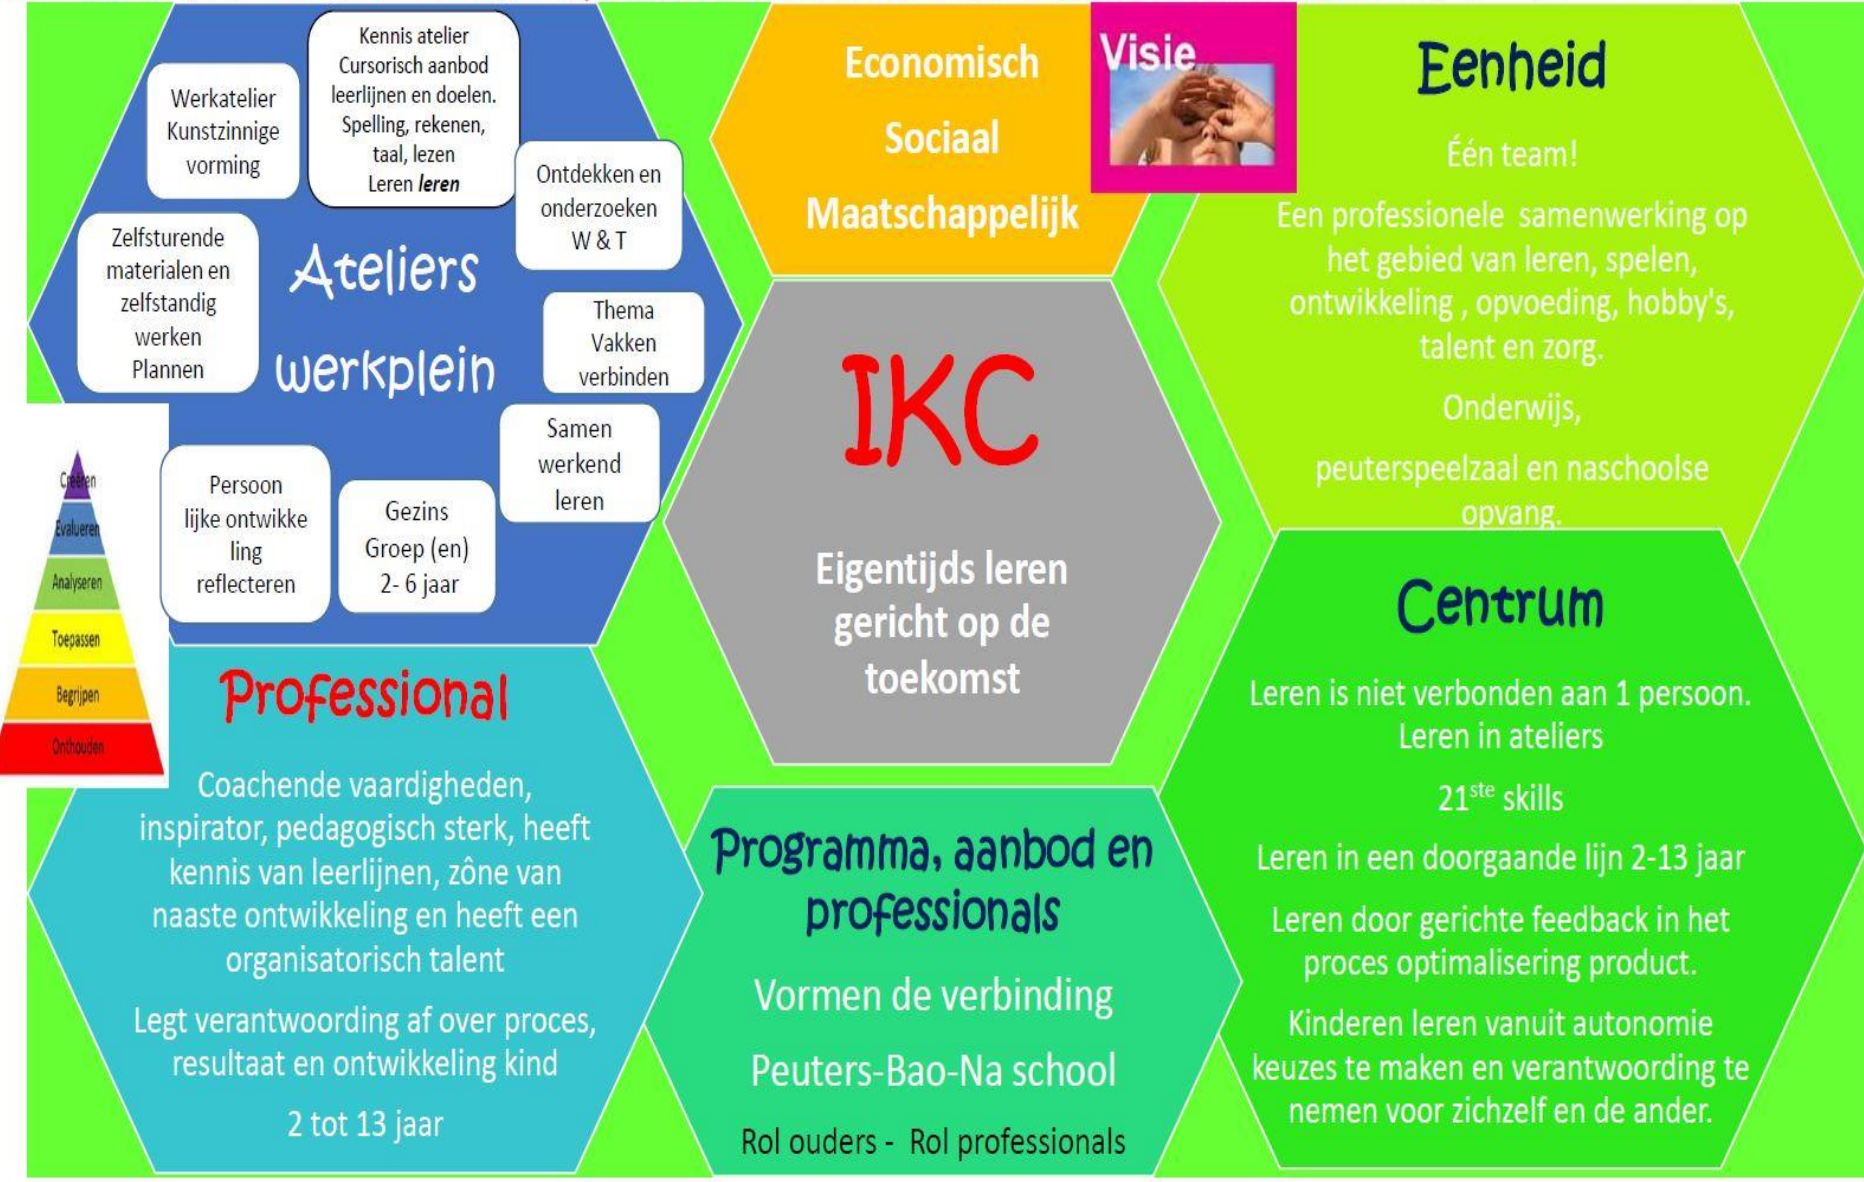 Kennis atelier
Cursorisch aanbod
leerlijnen en doelen.
Spelling, rekenen,
taal, lezen
Leren leren
Werkatelier
Kunstzinnige
vorming
Ontdekken en
onderzoeken
W & T
Zelfsturende
materialen en
zelfstandig
werken
Plannen
Ateliers
werkplein
Thema
Vakken
verbinden
Samen
werkend
leren
Persoon
lijke ontwikke
ling
reflecteren
Gezins
Groep (en)
2- 6 jaar
Creëren
Evalueren
Analyseren
Toepassen
Begrijpen
Onthouden
Economisch
Sociaal
Maatschappelijk
Visie
Eenheid
Één team!
Een professionele samenwerking op
het gebied van leren, spelen,
ontwikkeling , opvoeding, hobby's,
talent en zorg.
Onderwijs,
peuterspeelzaal en naschoolse
opvang.
IKC
Eigentijds leren
gericht op de
toekomst
Centrum
Leren is niet verbonden aan 1 persoon.
Leren in ateliers
21ste skills
Leren in een doorgaande lijn 2-13 jaar
Leren door gerichte feedback in het
proces optimalisering product.
Kinderen leren vanuit autonomie
keuzes te maken en verantwoording te
nemen voor zichzelf en de ander.
Professional
Coachende vaardigheden,
inspirator, pedagogisch sterk, heeft
kennis van leerlijnen, zône van
naaste ontwikkeling en heeft een
organisatorisch talent
Legt verantwoording af over proces,
resultaat en ontwikkeling kind
2 tot 13 jaar
Programma, aanbod en
professionals
Vormen de verbinding
Peuters-Bao-Na school
Rol ouders - Rol professionals